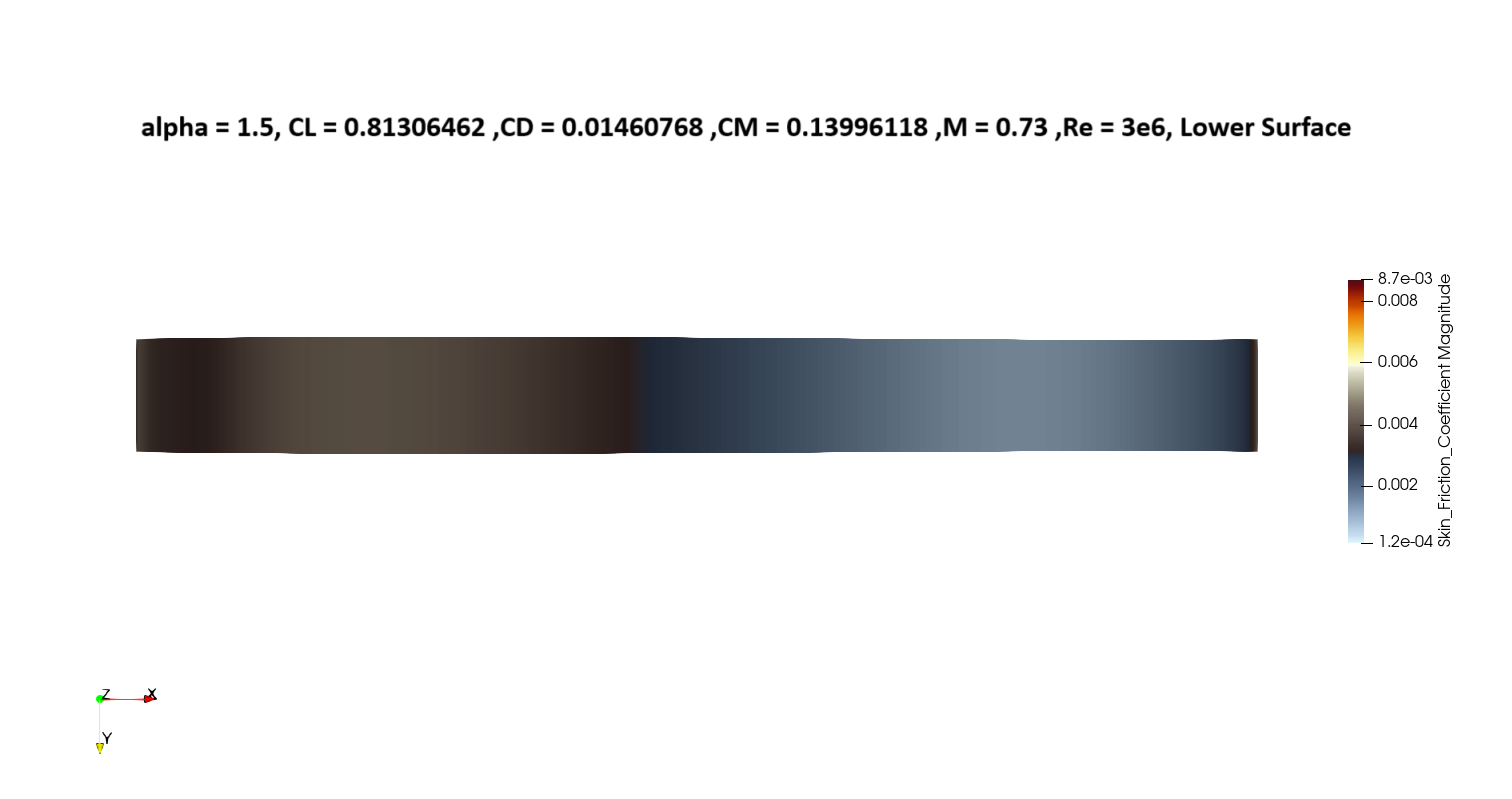 alpha = 1.5, CL = 0.81306462 ,CD = 0.01460768 ,CM = 0.13996118 ,M = 0.73 ,Re = 3e6, Lower Surface
8.7e-03
0.008
0.006
0.004
0.002
1.2e-04
Skin_Friction_Coefficient Magnitude
Z
X
Y